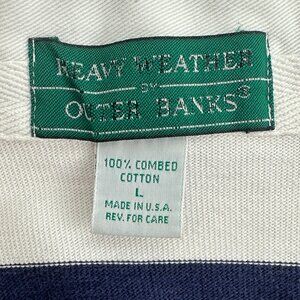 HEAVY WEATHER
BY
OUTER BANKS®
100% COMBED
COTTON
L
MADE IN U.S.A.
REV. FOR CARE